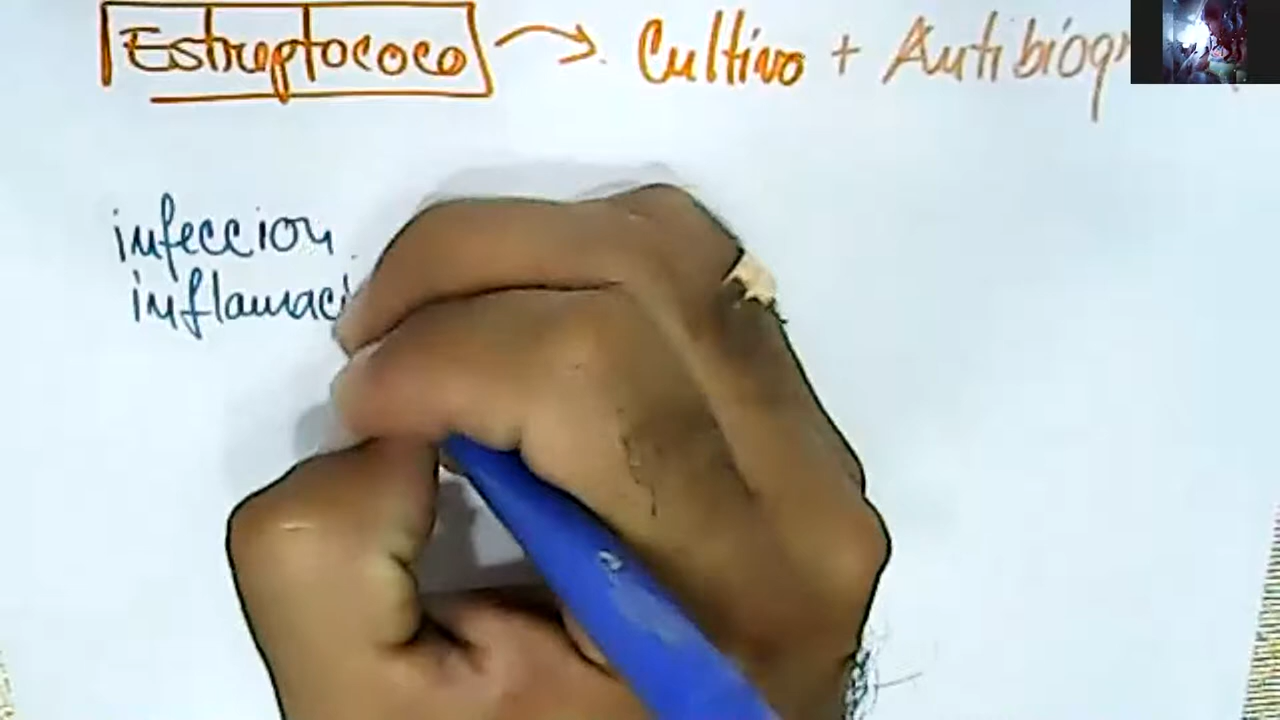 Estreptococo → Cultivo + Antibiogr
infeccion
inflamaci